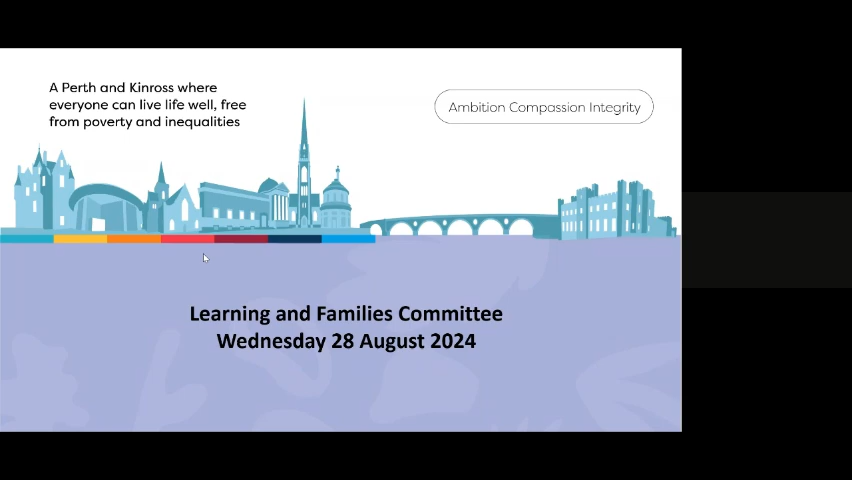 A Perth and Kinross where
everyone can live life well, free
from poverty and inequalities
Ambition Compassion Integrity
Learning and Families Committee
Wednesday 28 August 2024